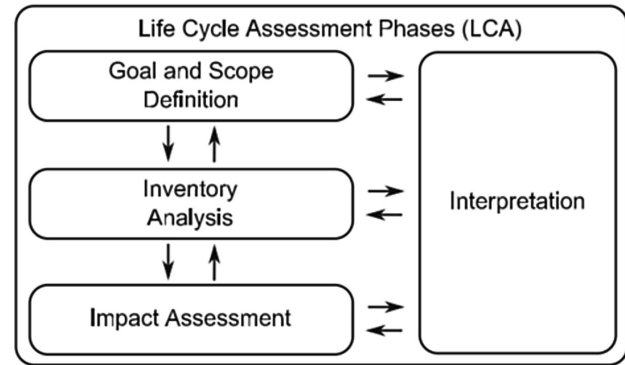 Life Cycle Assessment Phases (LCA)
Goal and Scope
Definition
Inventory
Analysis
Impact Assessment
Interpretation